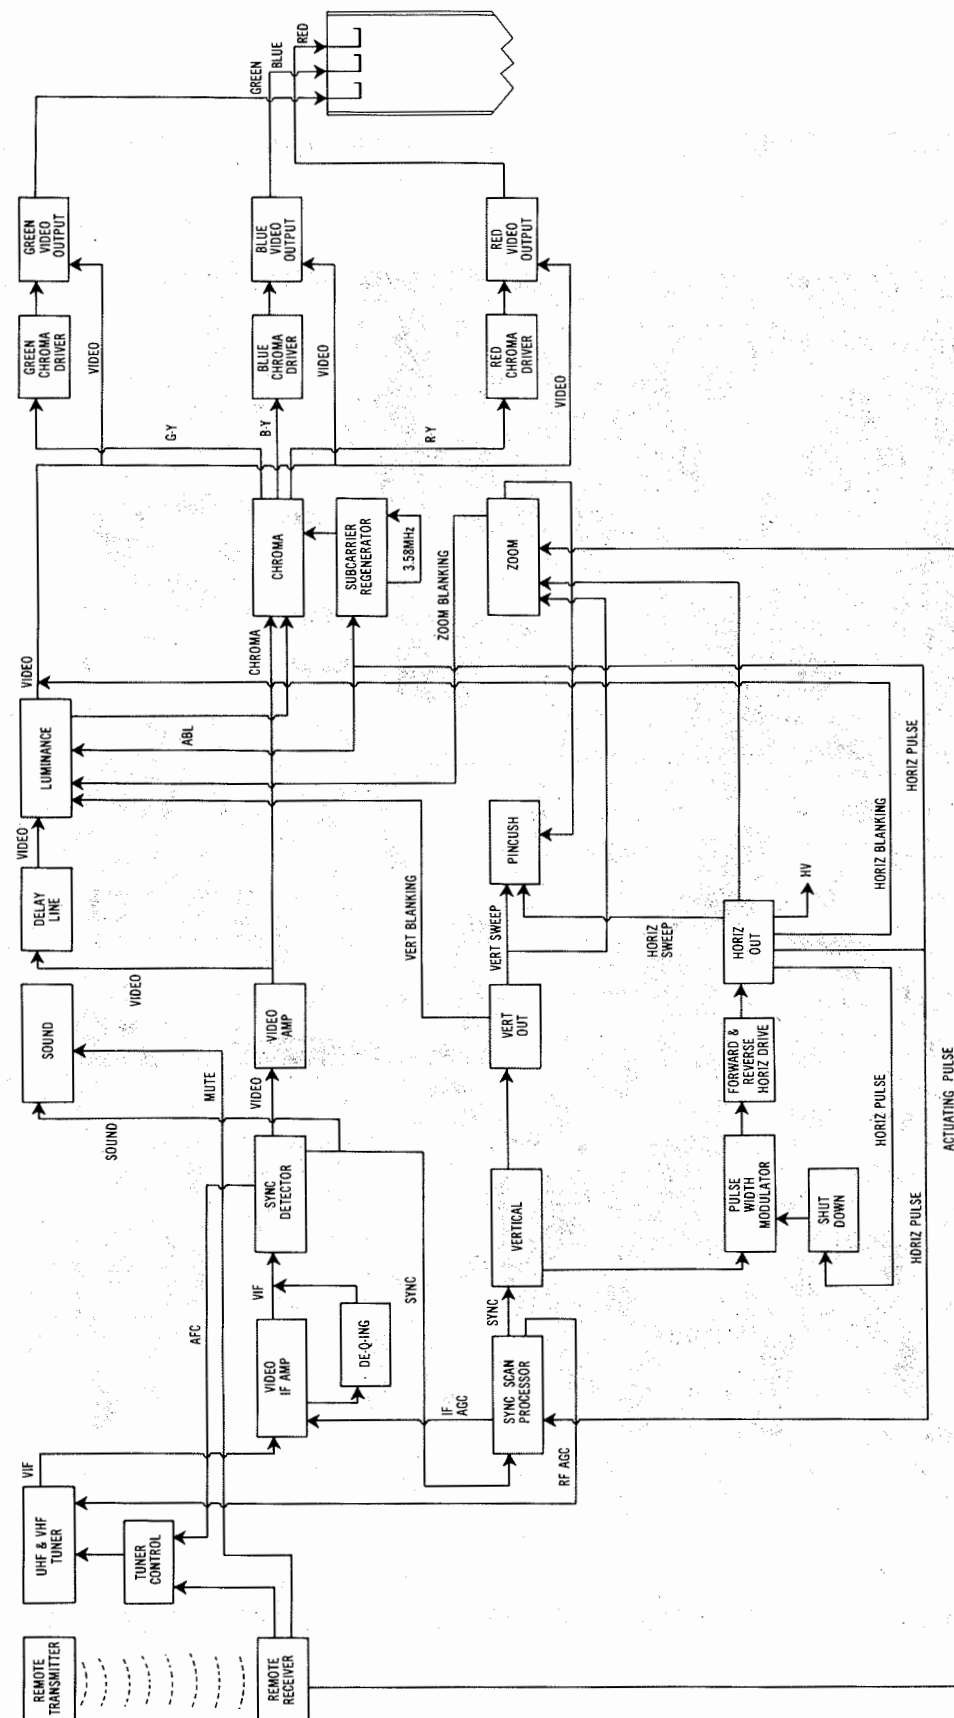 REMOTE
TRANSMITTER
REMOTE
RECEIVER
UHF & VHF
TUNER
TUNER
CONTROL
VIF
AFC
VIDEO
IF AMP
DE-Q-ING
VIF
IF
AGC
SYNC
RF AGC
SYNC SCAN
PROCESSOR
SYNC
SYNC
DETECTOR
SOUND
MUTE
SOUND
VIDEO
VIDEO
AMP
VIDEO
DELAY
LINE
VIDEO
LUMINANCE
VIDEO
ABL
CHROMA
CHROMA
SUBCARRIER
REGENERATOR
3.58MHz
ZOOM BLANKING
ZOOM
VERT BLANKING
VERTICAL
VERT
OUT
VERT SWEEP
PINCUSH
HORIZ
SWEEP
PULSE
WIDTH
MODULATOR
SHUT
DOWN
FORWARD &
REVERSE
HORIZ DRIVE
HORIZ
OUT
HV
HORIZ BLANKING
HORIZ PULSE
HORIZ PULSE
HORIZ PULSE
ACTUATING PULSE
G-Y
B-Y
R-Y
GREEN
CHROMA
DRIVER
VIDEO
GREEN
VIDEO
OUTPUT
BLUE
CHROMA
DRIVER
VIDEO
BLUE
VIDEO
OUTPUT
RED
CHROMA
DRIVER
VIDEO
RED
VIDEO
OUTPUT
GREEN
BLUE
RED